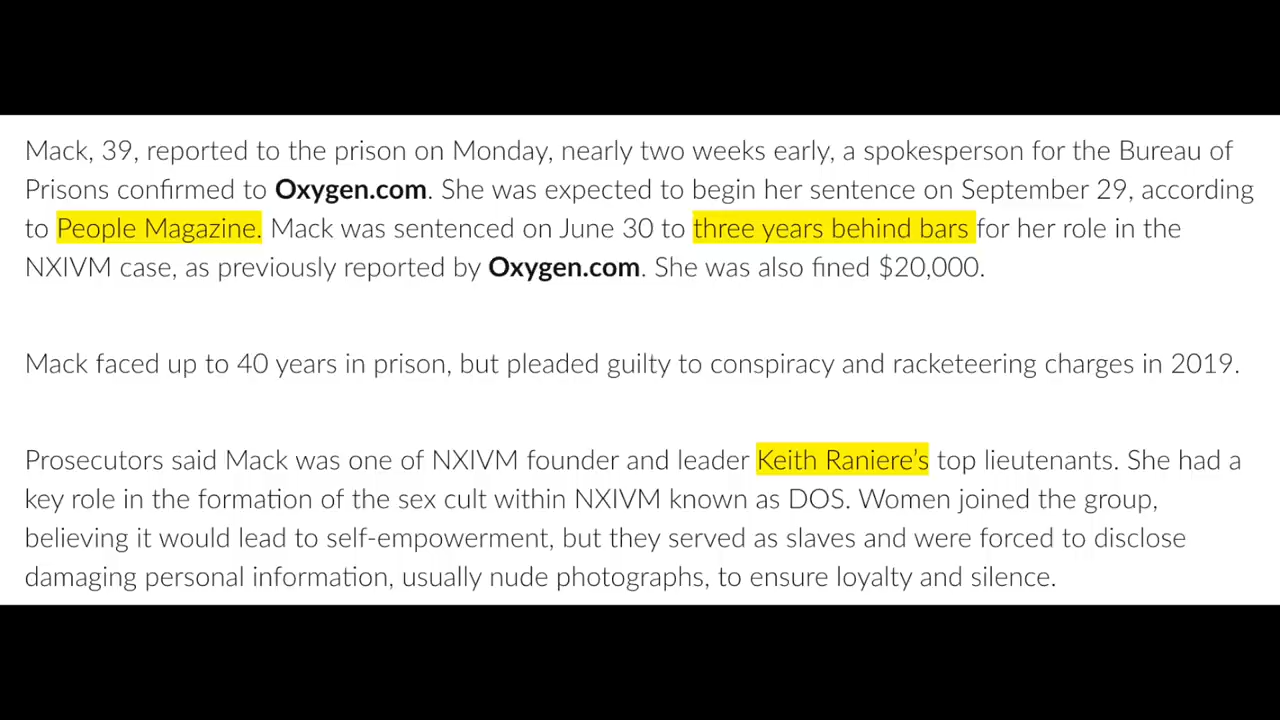 Mack, 39, reported to the prison on Monday, nearly two weeks early, a spokesperson for the Bureau of
Prisons confirmed to Oxygen.com. She was expected to begin her sentence on September 29, according
to People Magazine. Mack was sentenced on June 30 to three years behind bars for her role in the
NXIVM case, as previously reported by Oxygen.com. She was also fined $20,000.
Mack faced up to 40 years in prison, but pleaded guilty to conspiracy and racketeering charges in 2019.
Prosecutors said Mack was one of NXIVM founder and leader Keith Raniere’s top lieutenants. She had a
key role in the formation of the sex cult within NXIVM known as DOS. Women joined the group,
believing it would lead to self-empowerment, but they served as slaves and were forced to disclose
damaging personal information, usually nude photographs, to ensure loyalty and silence.